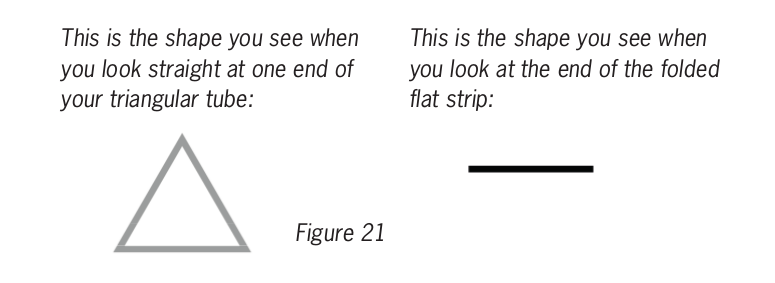 This is the shape you see when
you look straight at one end of
your triangular tube:
This is the shape you see when
you look at the end of the folded
flat strip:
Figure 21